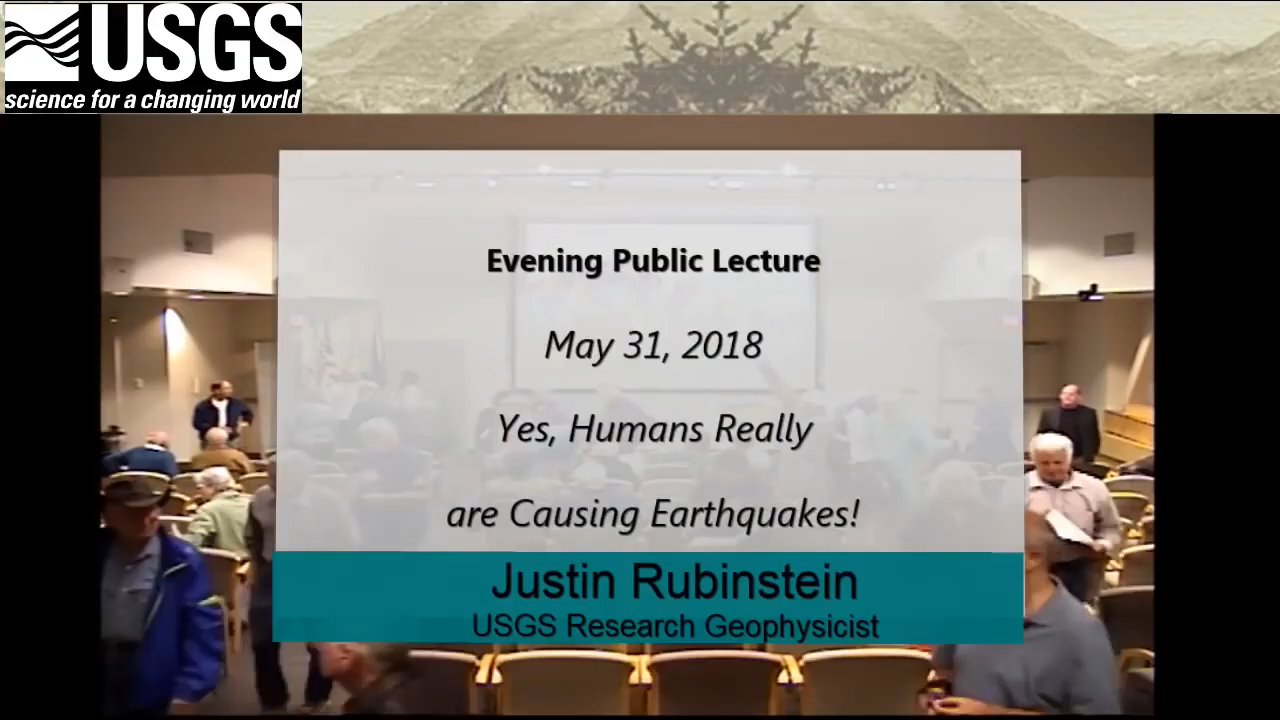 USGS
science for a changing world
Evening Public Lecture
May 31, 2018
Yes, Humans Really
are Causing Earthquakes!
Justin Rubinstein
USGS Research Geophysicist